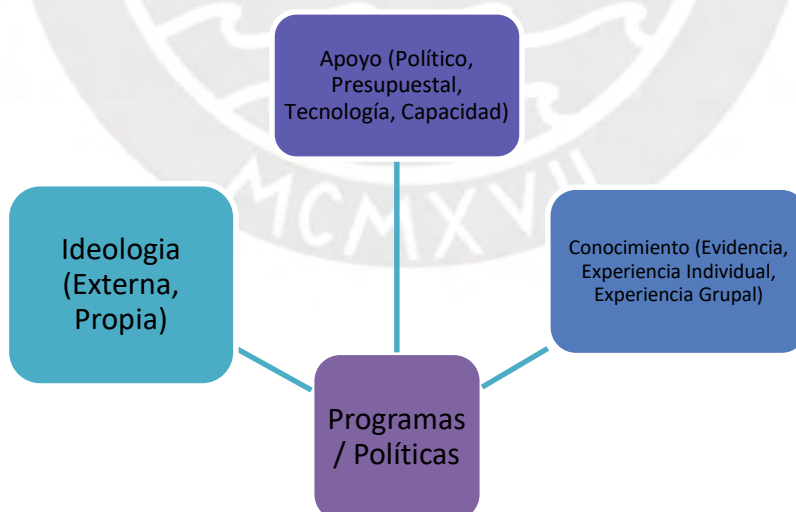 Apoyo (Político,
Presupuestal,
Tecnología, Capacidad)
MCMXVII
Ideologia
(Externa,
Propia)
Conocimiento (Evidencia,
Experiencia Individual,
Experiencia Grupal)
Programas
/ Políticas